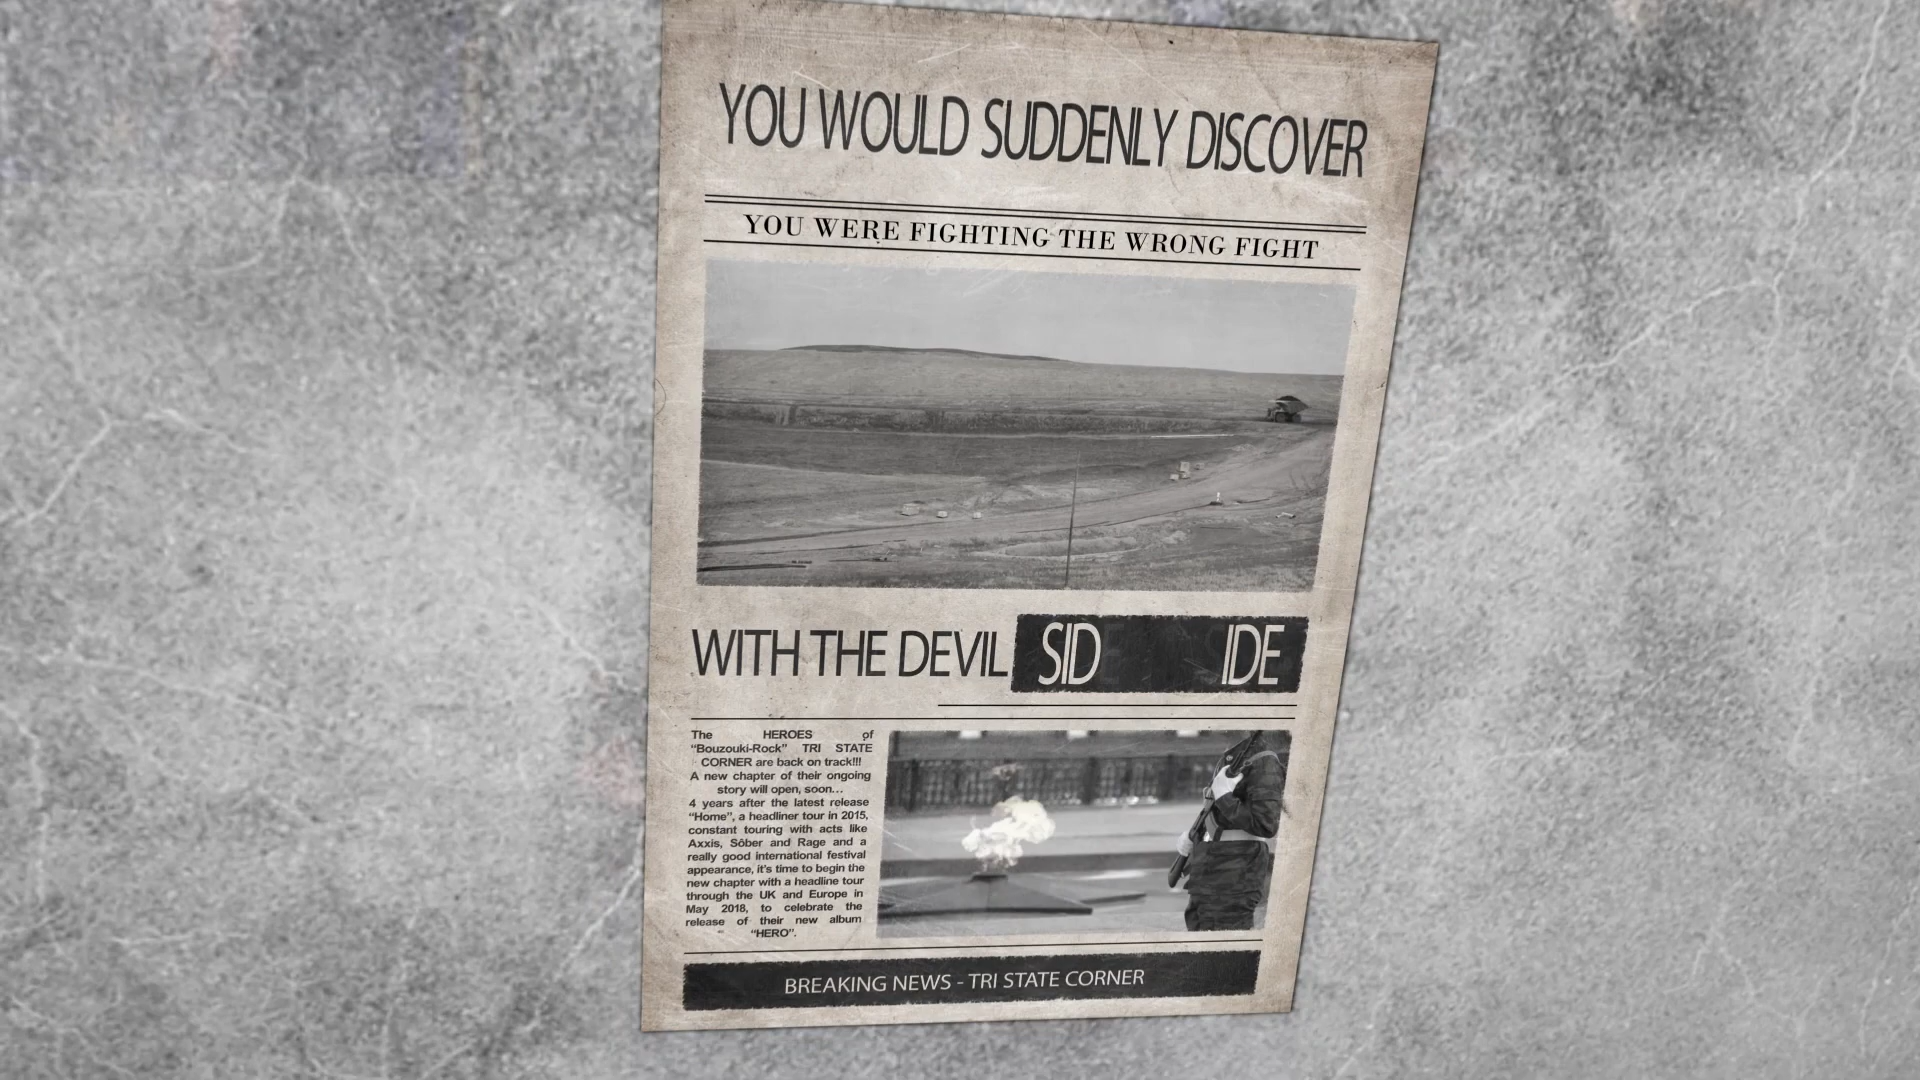 YOU WOULD SUDDENLY DISCOVER
YOU WERE FIGHTING THE WRONG FIGHT
WITH THE DEVIL SID IDE
The HEROES of
“Bouzouki-Rock” TRI STATE
CORNER are back on track!!!
A new chapter of their ongoing
story will open, soon...
4 years after the latest release
“Home”, a headliner tour in 2015,
constant touring with acts like
Axxis, Sôber and Rage and a
really good international festival
appearance, it's time to begin the
new chapter with a headline tour
through the UK and Europe in
May 2018, to celebrate the
release of their new album
“HERO”.
BREAKING NEWS - TRI STATE CORNER